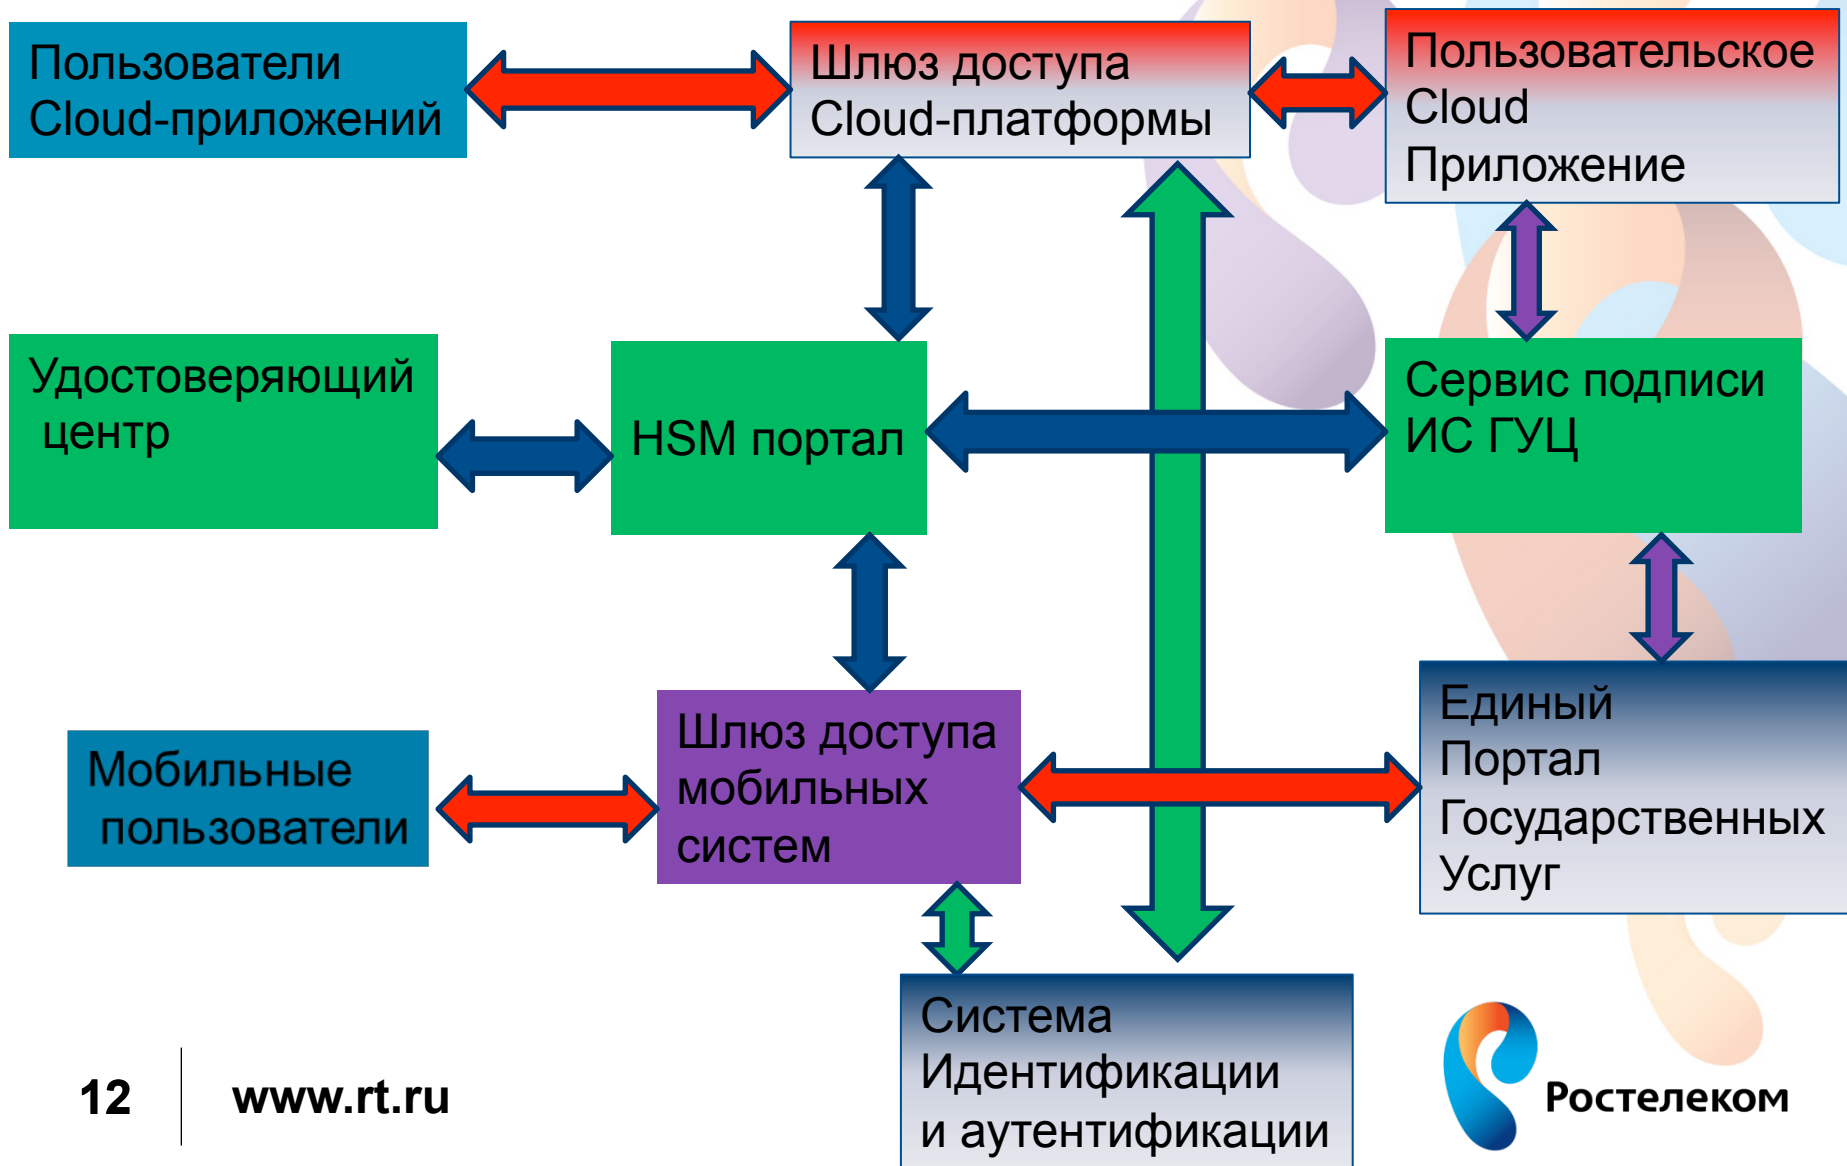 Пользователи
Cloud-приложений
Шлюз доступа
Cloud-платформы
Пользовательское
Cloud
Приложение
Удостоверяющий
центр
HSM портал
Сервис подписи
ИС ГУЦ
Мобильные
пользователи
Шлюз доступа
мобильных
систем
Единый
Портал
Государственных
Услуг
Система
Идентификации
и аутентификации
12
www.rt.ru
Ростелеком